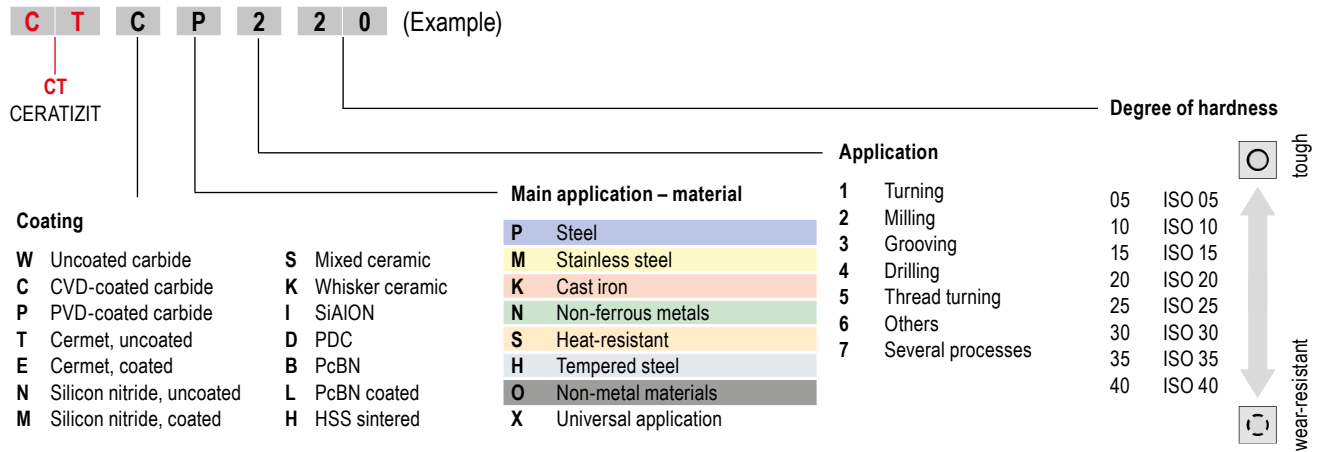 C T C P 2 2 0 (Example)
CT
CERATIZIT
Degree of hardness
tough
05 ISO 05
10 ISO 10
15 ISO 15
20 ISO 20
25 ISO 25
30 ISO 30
35 ISO 35
40 ISO 40
wear-resistant
Application
1 Turning
2 Milling
3 Grooving
4 Drilling
5 Thread turning
6 Others
7 Several processes
Main application – material
P Steel
M Stainless steel
K Cast iron
N Non-ferrous metals
S Heat-resistant
H Tempered steel
O Non-metal materials
X Universal application
Coating
W Uncoated carbide
C CVD-coated carbide
P PVD-coated carbide
T Cermet, uncoated
E Cermet, coated
N Silicon nitride, uncoated
M Silicon nitride, coated
S Mixed ceramic
K Whisker ceramic
I SiAlON
D PDC
B PcBN
L PcBN coated
H HSS sintered